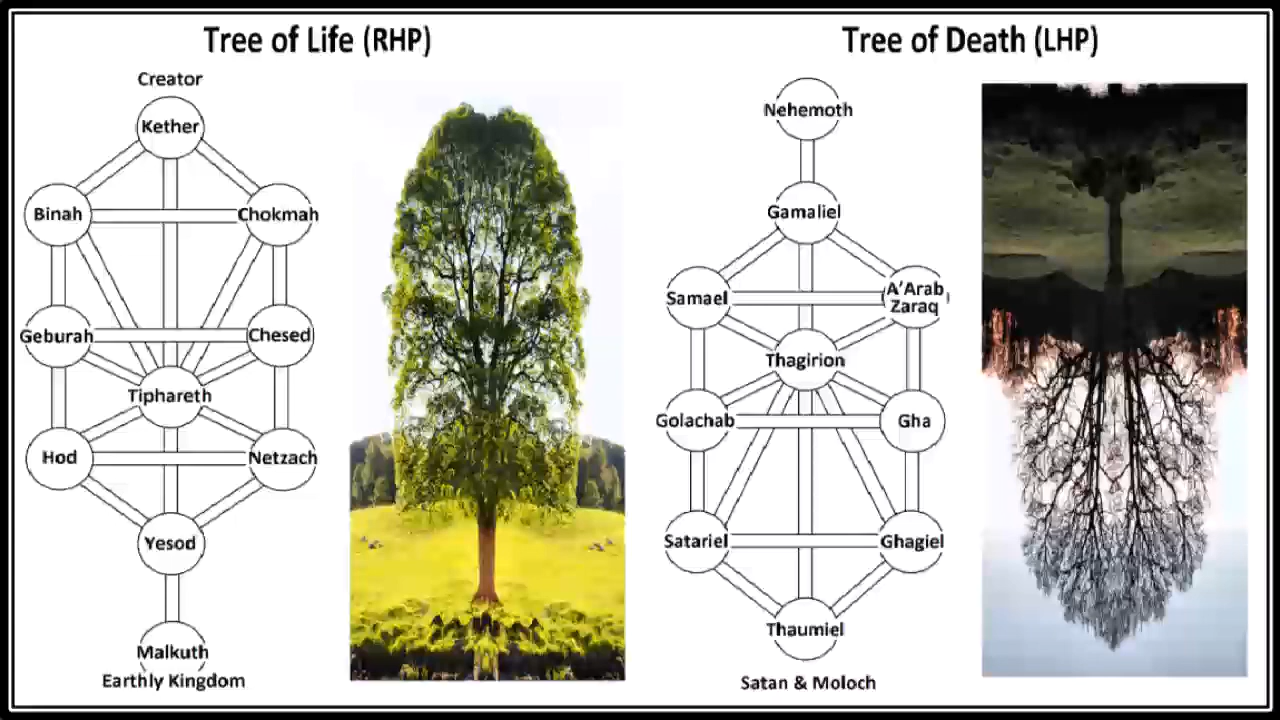 Tree of Life (RHP)
Creator
Kether
Binah
Chokmah
Geburah
Chesed
Tiphareth
Hod
Netzach
Yesod
Malkuth
Earthly Kingdom
Tree of Death (LHP)
Nehemoth
Gamaliel
Samael
A'Arab
Zaraq
Thagirion
Golachab
Gha
Satariel
Ghagiel
Thaumiel
Satan & Moloch